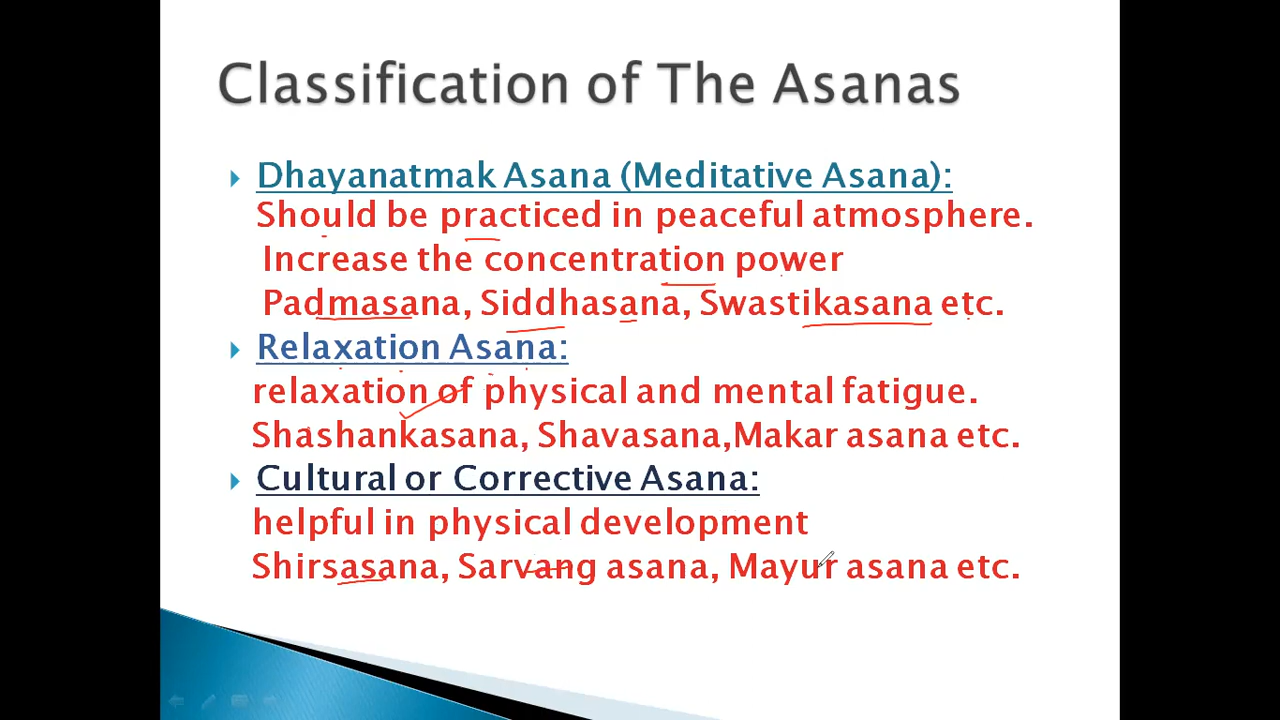 Classification of The Asanas
Dhayanatmak Asana (Meditative Asana):
Should be practiced in peaceful atmosphere.
Increase the concentration power
Padmasana, Siddhasana, Swastikasana etc.
Relaxation Asana:
relaxation of physical and mental fatigue.
Shashankasana, Shavasana,Makar asana etc.
Cultural or Corrective Asana:
helpful in physical development
Shirsasana, Sarvang asana, Mayur asana etc.